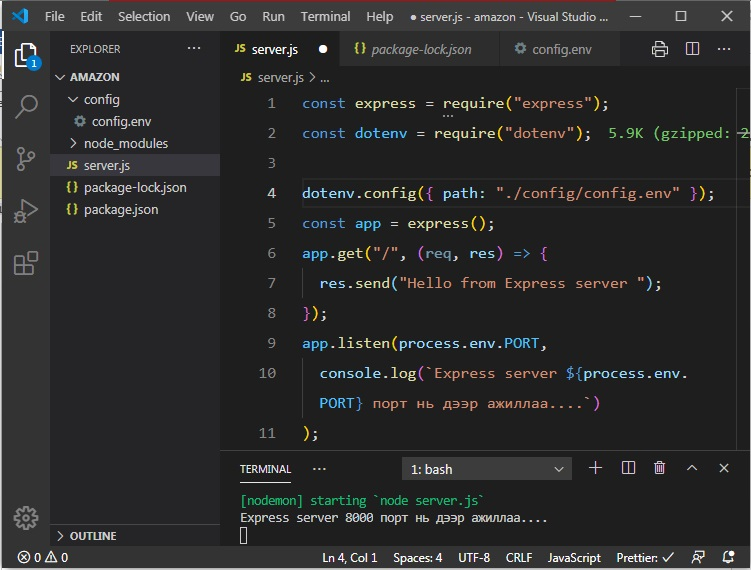 File Edit Selection View Go Run Terminal Help ● server.js - amazon - Visual Studio ...
EXPLORER ...
1
AMAZON
config
config.env
node_modules
JS server.js
{} package-lock.json
{} package.json
OUTLINE
JS server.js ● {} package-lock.json config.env ...
JS server.js > ...
1 const express = require("express");
2 const dotenv = require("dotenv"); 5.9K (gzipped: 2
3
4 dotenv.config({ path: "./config/config.env" });
5 const app = express();
6 app.get("/", (req, res) => {
7 res.send("Hello from Express server ");
8 });
9 app.listen(process.env.PORT,
10 console.log(`Express server ${process.env.
PORT} порт нь дээр ажиллаа....`)
11 );
TERMINAL ... 1: bash
[nodemon] starting `node server.js`
Express server 8000 порт нь дээр ажиллаа....
0 0 Ln 4, Col 1 Spaces: 4 UTF-8 CRLF JavaScript Prettier: ✓